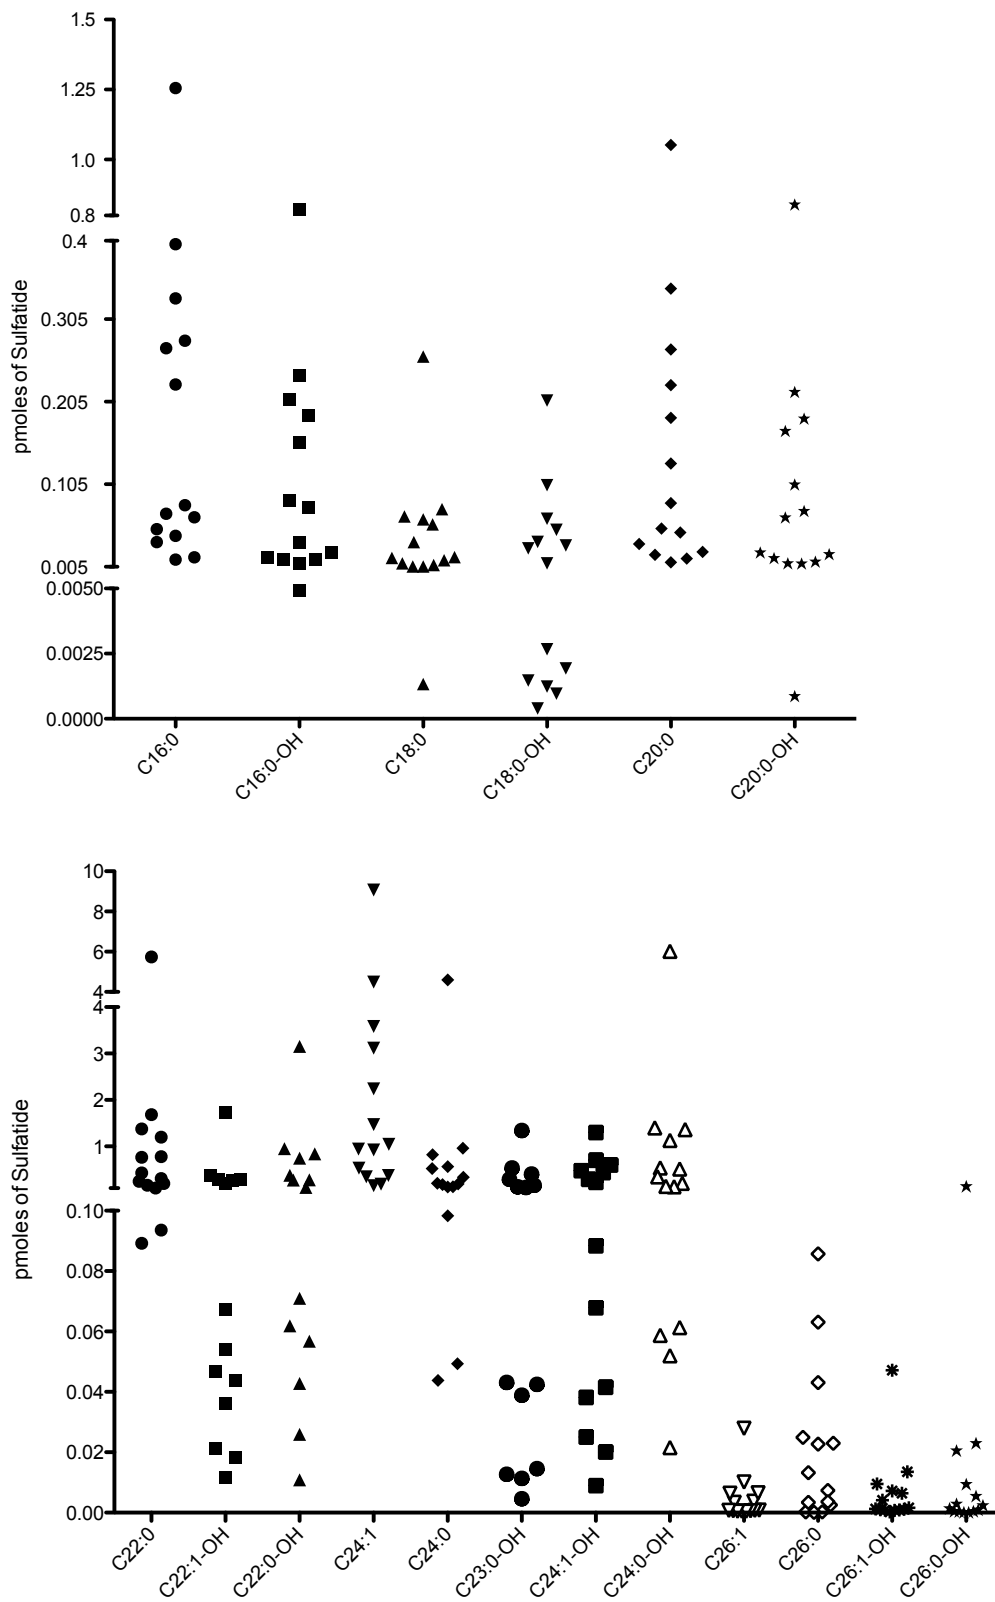 1.5
1.25
1.0
0.8
0.4
0.305
0.205
0.105
0.005
0.0050
0.0025
0.0000
pmoles of Sulfatide
C16:0
C16:0-OH
C18:0
C18:0-OH
C20:0
C20:0-OH
10
8
6
4
4
3
2
1
0.10
0.08
0.06
0.04
0.02
0.00
pmoles of Sulfatide
C22:0
C22:1-OH
C22:0-OH
C24:1
C24:0
C23:0-OH
C24:1-OH
C24:0-OH
C26:1
C26:0
C26:1-OH
C26:0-OH